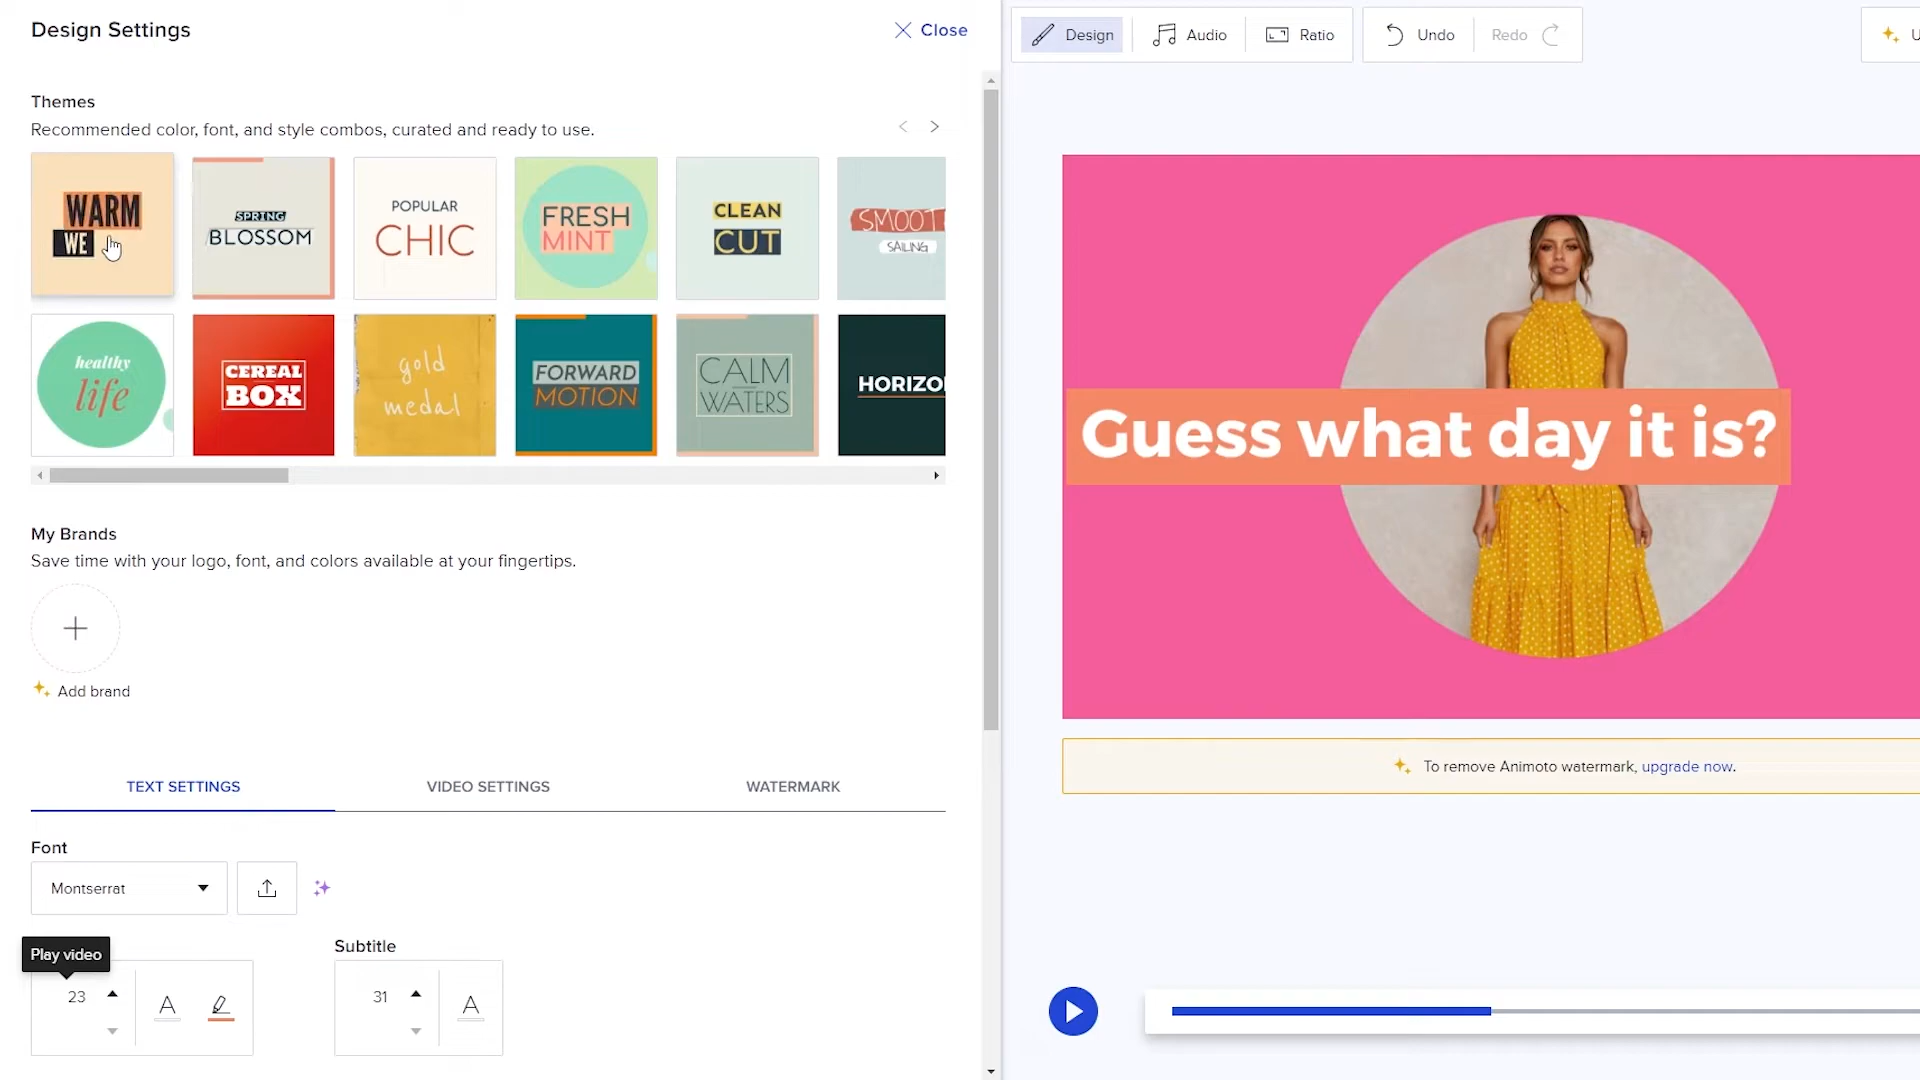 Design Settings
Close
Design
Audio
Ratio
Undo
Redo
Themes
Recommended color, font, and style combos, curated and ready to use.
WARM
WE
SPRING
BLOSSOM
POPULAR
CHIC
FRESH
MINT
CLEAN
CUT
SMOOT
SAILING
healthy
life
CEREAL
BOX
gold
medal
FORWARD
MOTION
CALM
WATERS
HORIZO
Guess what day it is?
My Brands
Save time with your logo, font, and colors available at your fingertips.
Add brand
To remove Animoto watermark, upgrade now.
TEXT SETTINGS
VIDEO SETTINGS
WATERMARK
Font
Montserrat
Play video
Subtitle
23
A
31
A